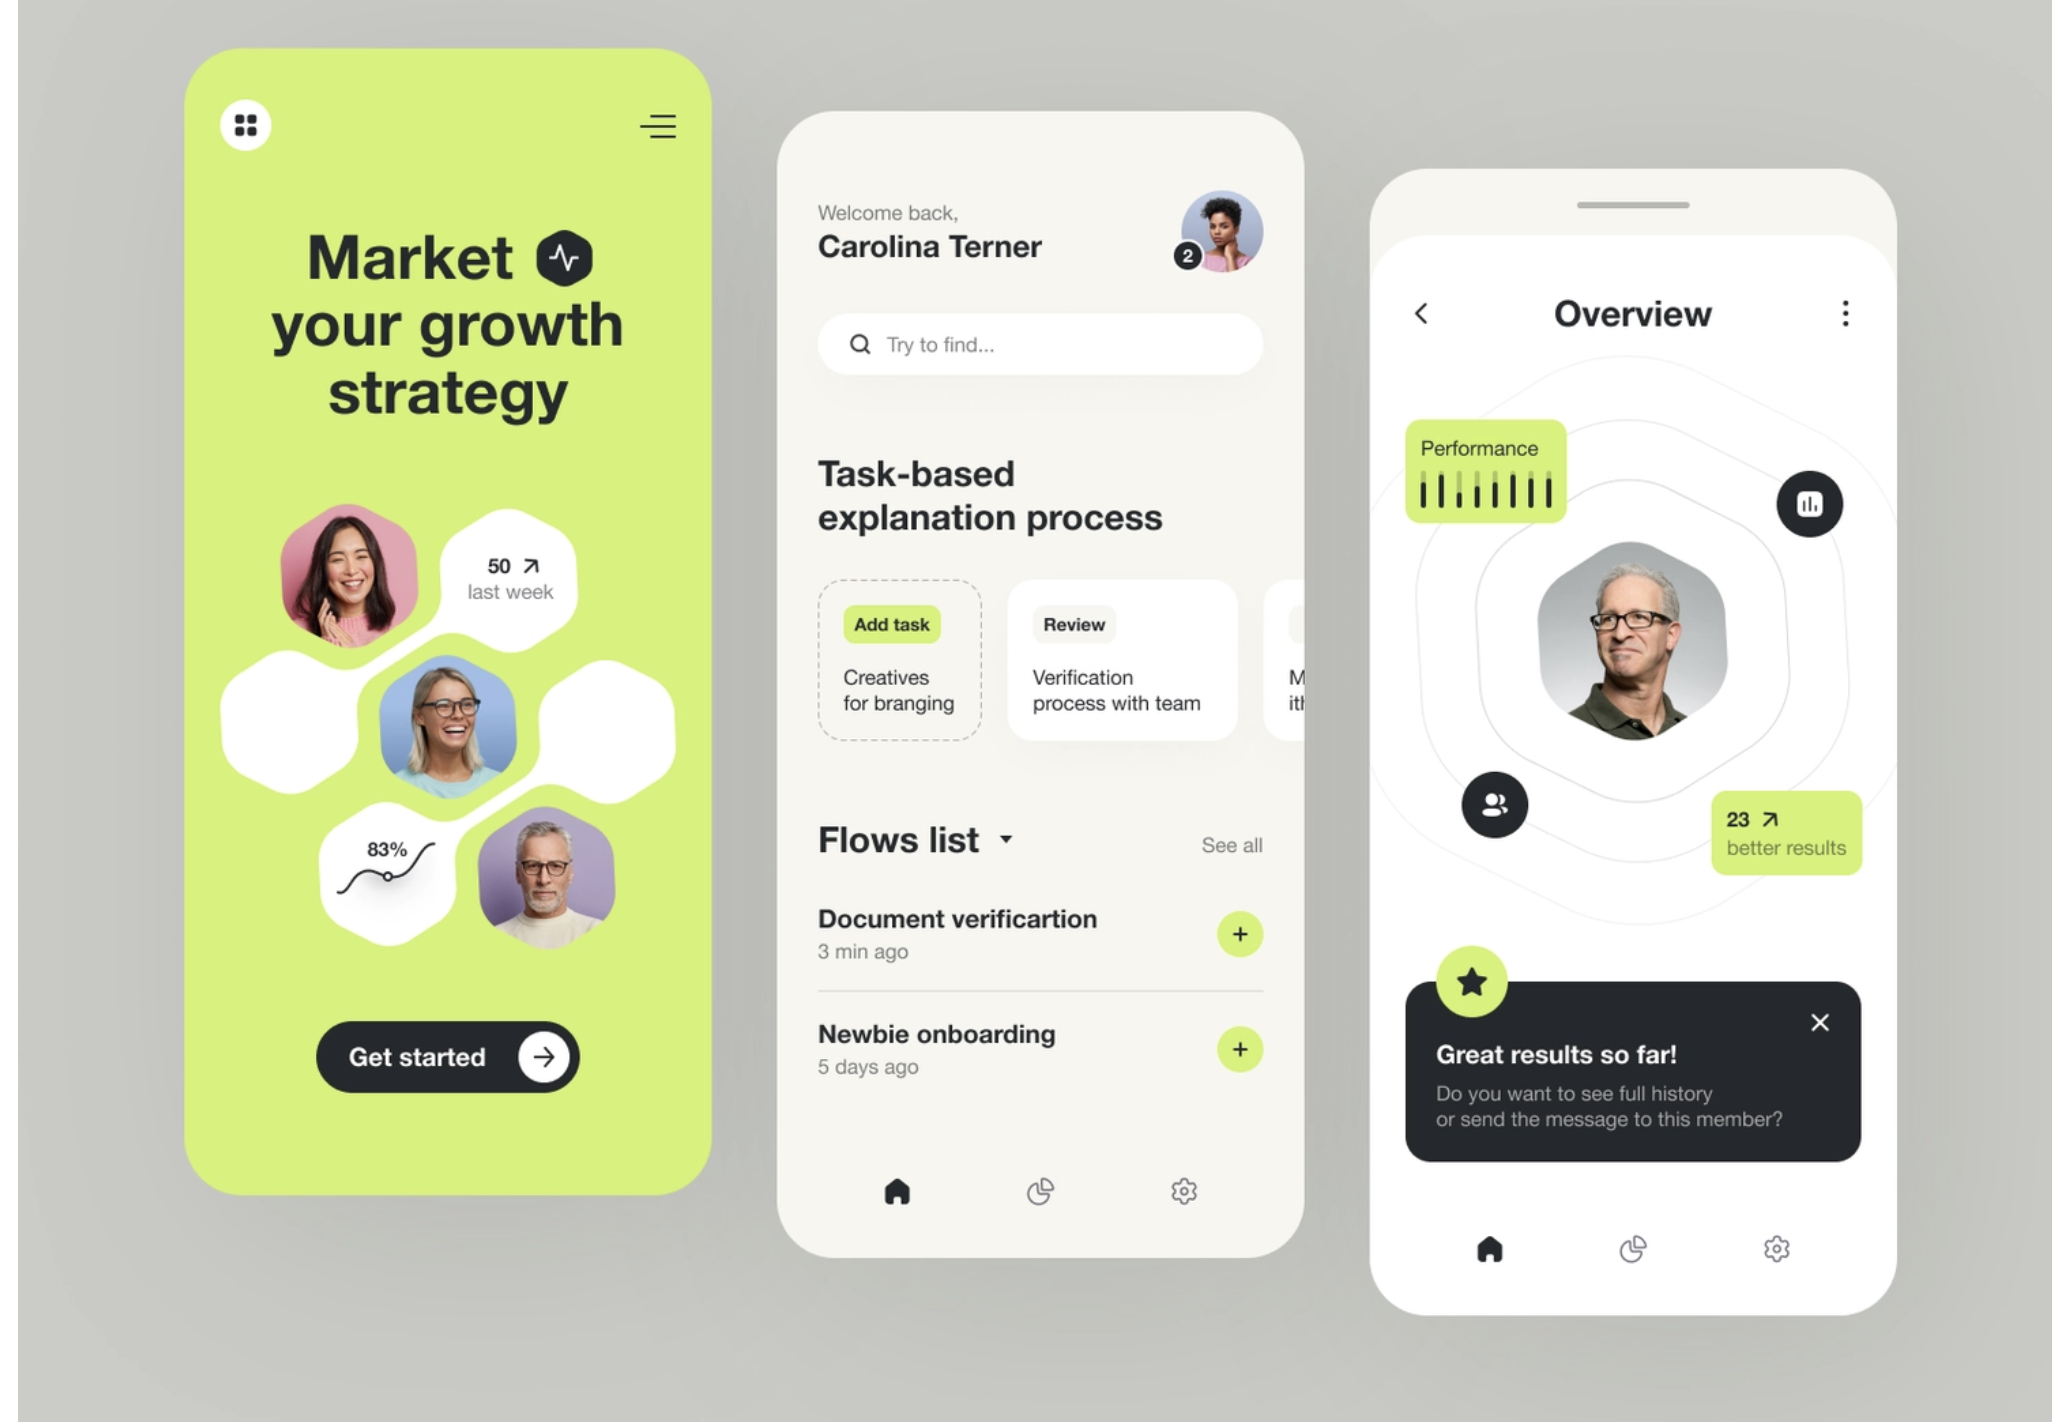 Market
your growth
strategy
50
last week
83%
Get started
Welcome back,
Carolina Terner
2
Try to find...
Task-based
explanation process
Add task
Creatives
for branging
Review
Verification
process with team
M
ith
Flows list
See all
Document verificartion
3 min ago
Newbie onboarding
5 days ago
Overview
Performance
23
better results
Great results so far!
Do you want to see full history
or send the message to this member?